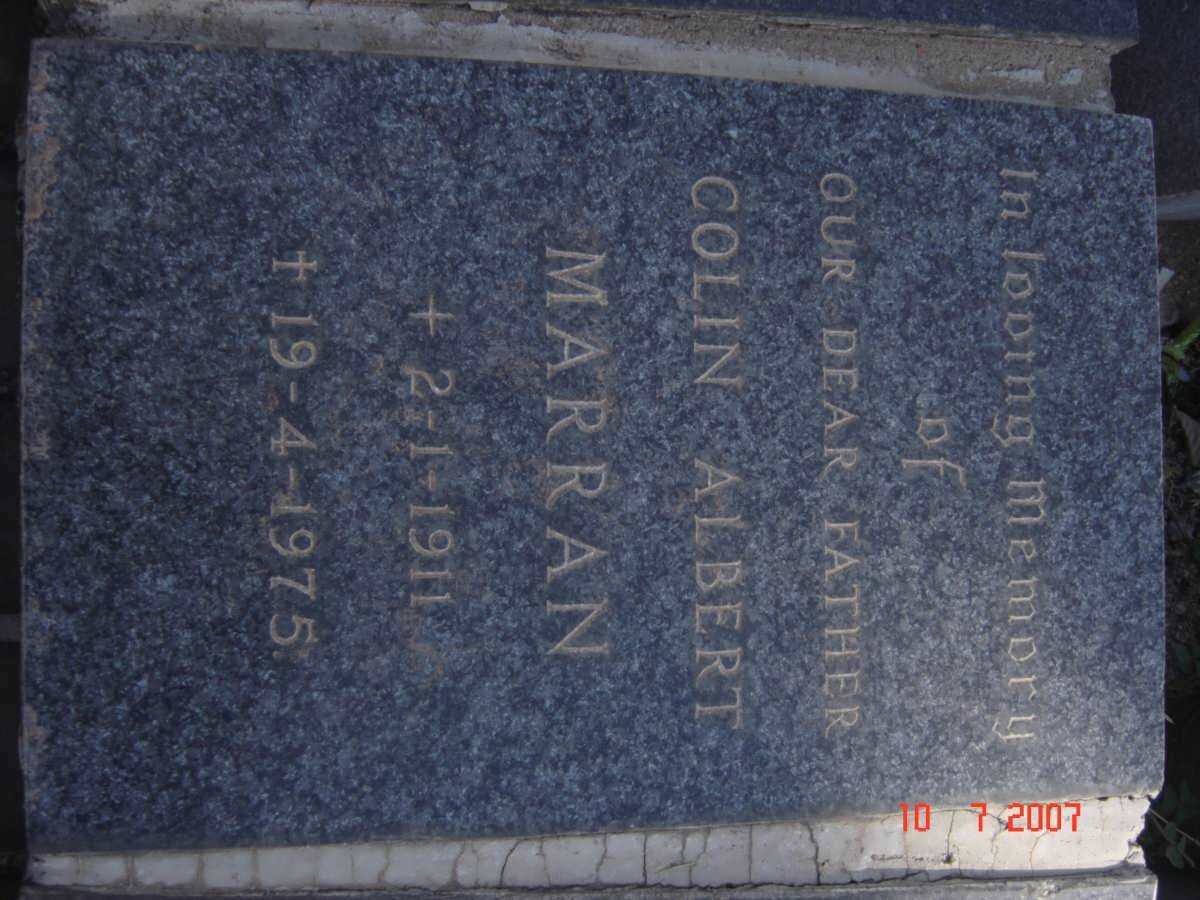 In loving memory
of
OUR DEAR FATHER
COLIN ALBERT
MARRAN
+ 2-1-1911
† 19-4-1975
10 7 2007